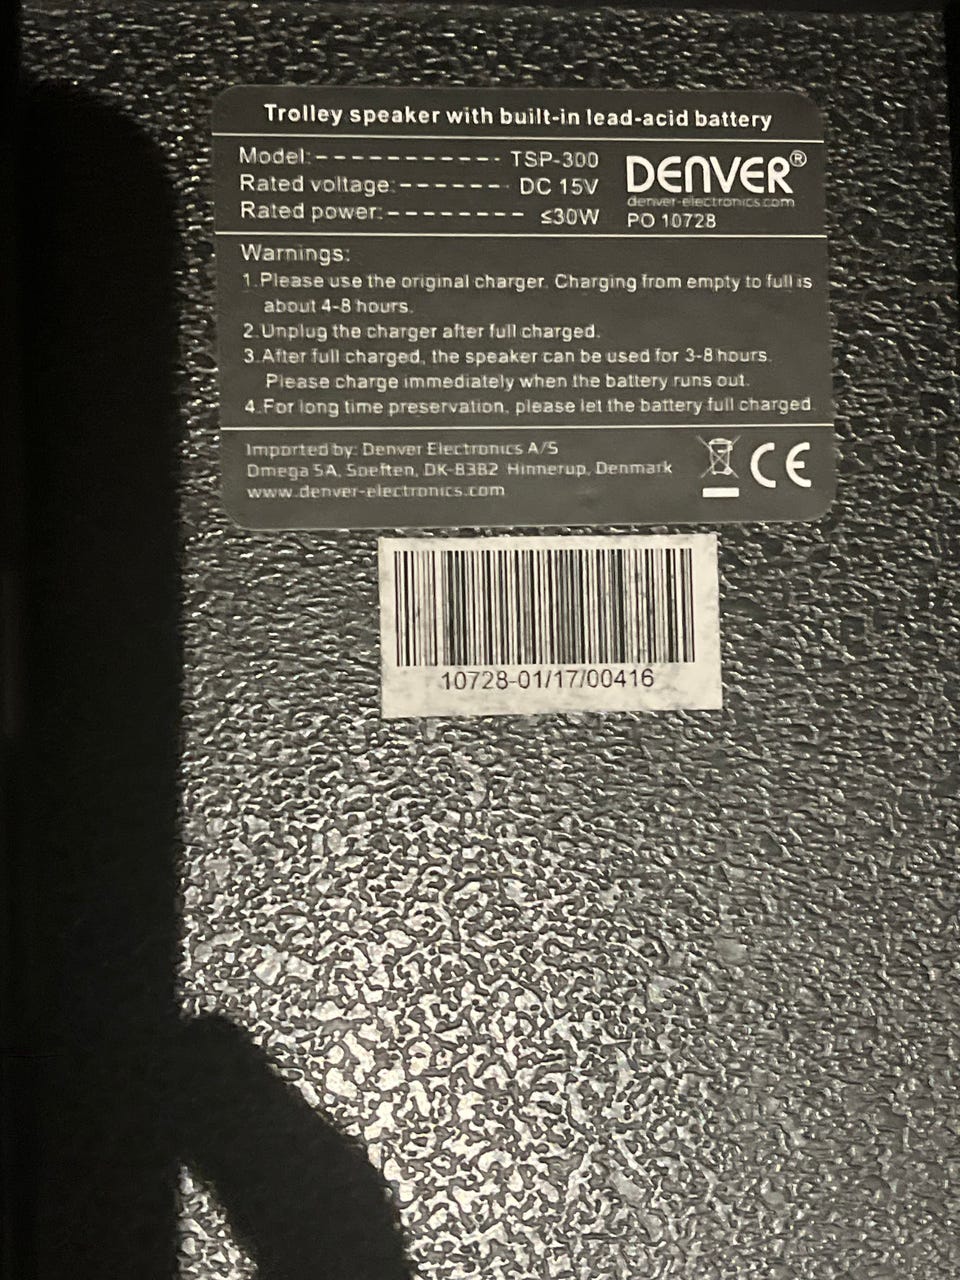 Trolley speaker with built-in lead-acid battery
Model:- - - - - - - - - - - - TSP-300
Rated voltage:- - - - - - - DC 15V
Rated power:- - - - - - - - - ≤30W
DENVER®
denver-electronics.com
PO 10728
Warnings:
1.Please use the original charger. Charging from empty to full is
about 4-8 hours.
2.Unplug the charger after full charged.
3.After full charged, the speaker can be used for 3-8 hours.
Please charge immediately when the battery runs out.
4.For long time preservation, please let the battery full charged.
Imported by: Denver Electronics A/S
Omega 5A, Soeften, DK-8382 Hinnerup, Denmark
www.denver-electronics.com
CE
10728-01/17/00416